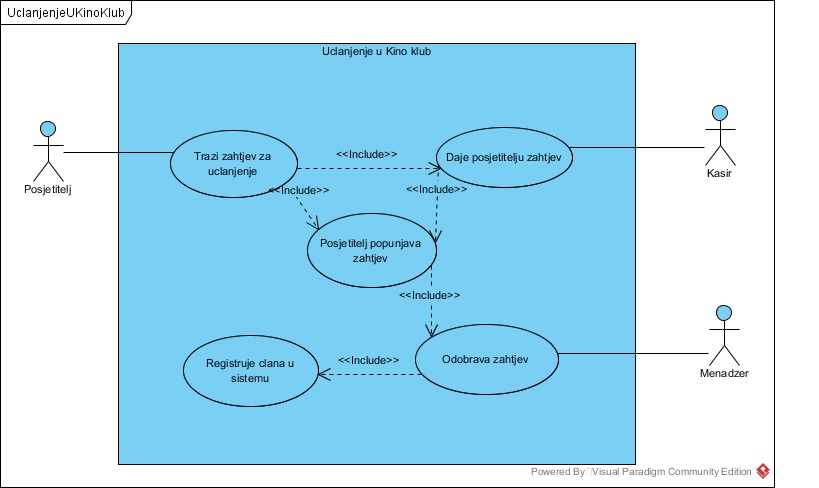 UclanjenjeUKinoKlub
Uclanjenje u Kino klub
Trazi zahtjev za
uclanjenje
<<Include>>
Daje posjetitelju zahtjev
Posjetitelj
Kasir
<<Include>>
<<Include>>
Posjetitelj popunjava
zahtjev
<<Include>>
Registruje clana u
sistemu
<<Include>>
Odobrava zahtjev
Menadzer
Powered By Visual Paradigm Community Edition